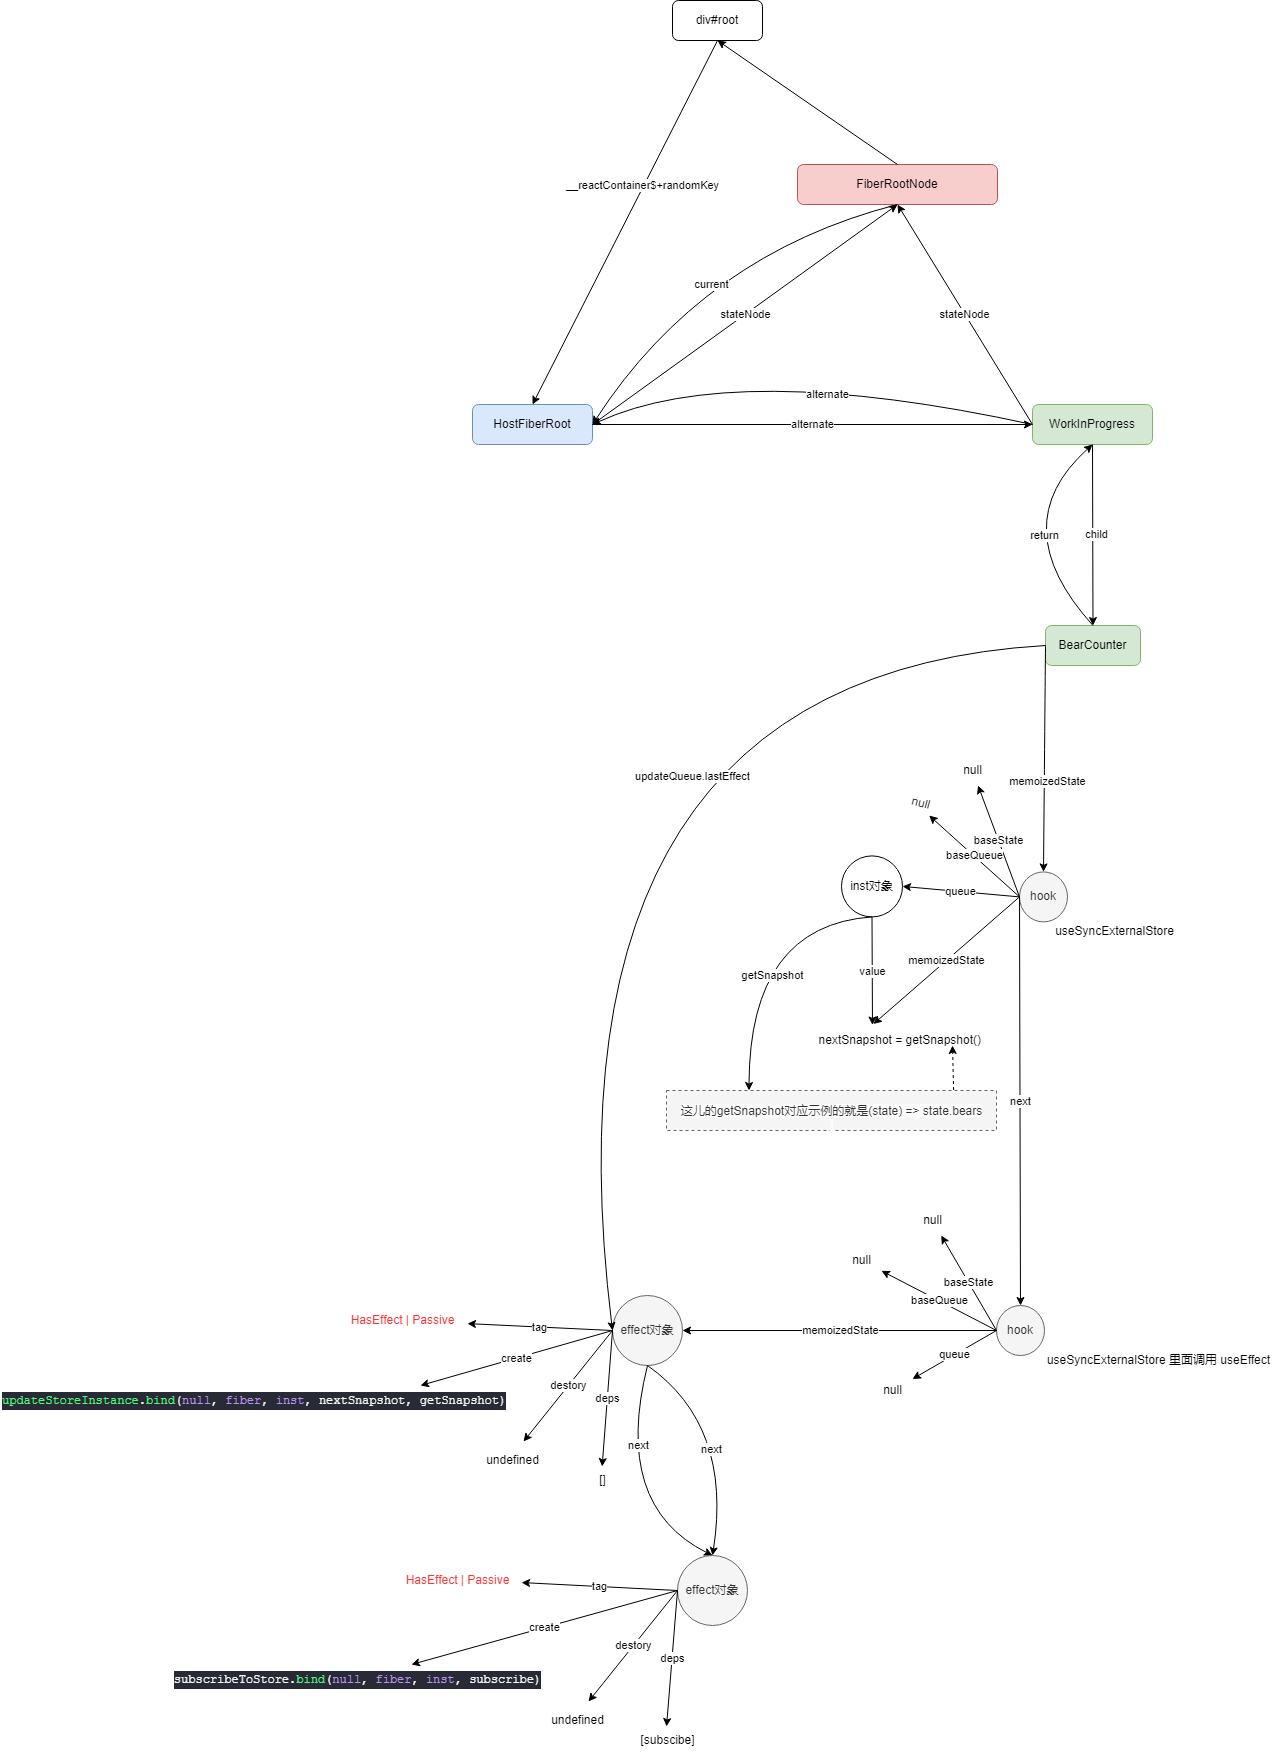 div#root
__reactContainer$+randomKey
FiberRootNode
current
stateNode
stateNode
alternate
HostFiberRoot
alternate
WorkInProgress
return
child
BearCounter
updateQueue.lastEffect
null
memoizedState
null
baseState
baseQueue
inst对象
queue
hook
useSyncExternalStore
memoizedState
getSnapshot
value
nextSnapshot = getSnapshot()
这儿的getSnapshot对应示例的就是(state) => state.bears
next
null
null
baseState
baseQueue
HasEffect | Passive
tag
effect对象
memoizedState
hook
queue
useSyncExternalStore 里面调用 useEffect
create
destory
deps
null
updateStoreInstance.bind(null, fiber, inst, nextSnapshot, getSnapshot)
next
next
undefined
[]
HasEffect | Passive
tag
effect对象
create
destory
deps
subscribeToStore.bind(null, fiber, inst, subscribe)
undefined
[subscibe]